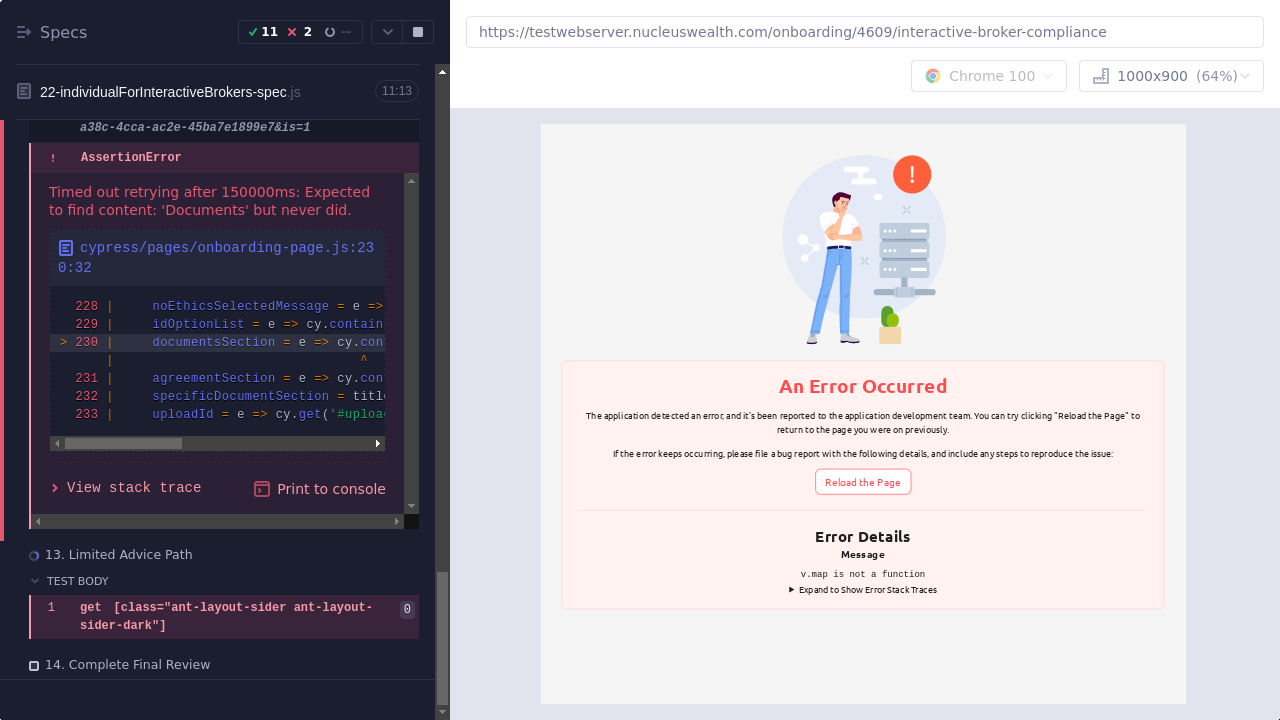 Specs
11 2 --
22-individualForInteractiveBrokers-spec.js 11:13
a38c-4cca-ac2e-45ba7e1899e7&is=1
! AssertionError
Timed out retrying after 150000ms: Expected
to find content: 'Documents' but never did.
cypress/pages/onboarding-page.js:23
0:32
228 | noEthicsSelectedMessage = e =>
229 | idOptionList = e => cy.contain
> 230 | documentsSection = e => cy.con
| ^
231 | agreementSection = e => cy.con
232 | specificDocumentSection = title
233 | uploadId = e => cy.get('#uploa
View stack trace
Print to console
13. Limited Advice Path
TEST BODY
1 get [class="ant-layout-sider ant-layout- 0
sider-dark"]
14. Complete Final Review
https://testwebserver.nucleuswealth.com/onboarding/4609/interactive-broker-compliance
Chrome 100
1000x900 (64%)
!
An Error Occurred
The application detected an error, and it's been reported to the application development team. You can try clicking "Reload the Page" to
return to the page you were on previously.
If the error keeps occurring, please file a bug report with the following details, and include any steps to reproduce the issue:
Reload the Page
Error Details
Message
v.map is not a function
Expand to Show Error Stack Traces